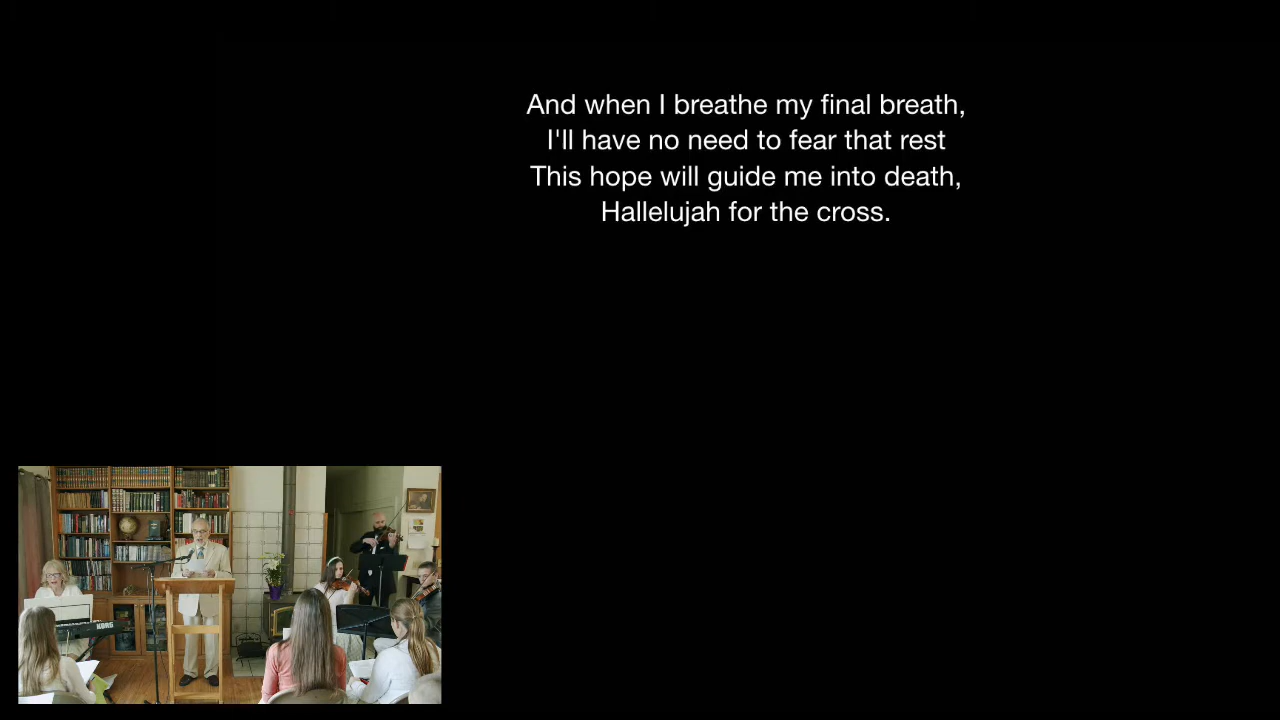 And when I breathe my final breath,
I'll have no need to fear that rest
This hope will guide me into death,
Hallelujah for the cross.
KORG